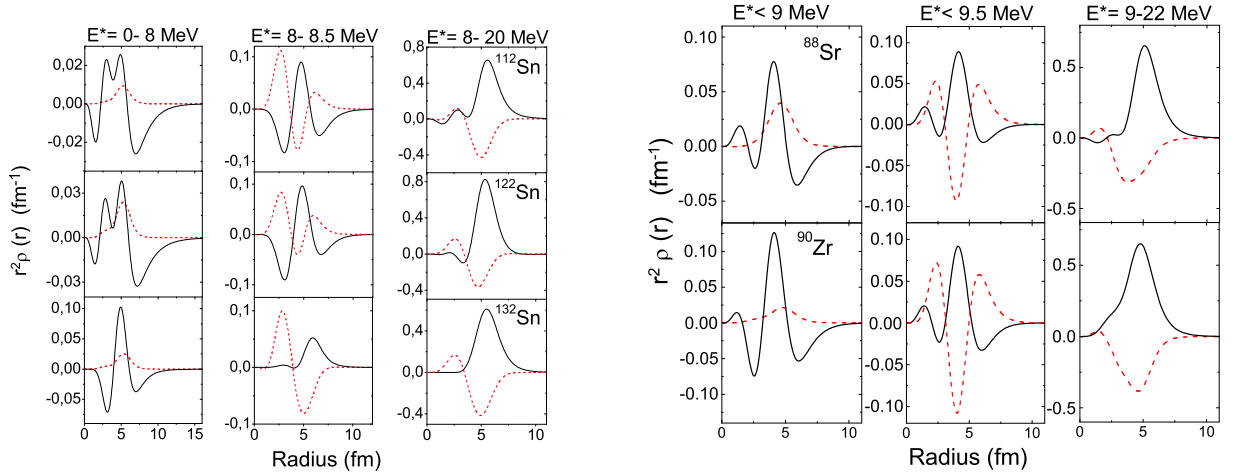 E*= 0- 8 MeV
E*= 8- 8.5 MeV
E*= 8- 20 MeV
0,02
0,00
-0,02
0,1
0,0
-0,1
0,8
0,4
0,0
-0,4
¹¹²Sn
0,03
0,00
-0,03
0,1
0,0
-0,1
0,8
0,4
0,0
-0,4
¹²²Sn
0,10
0,05
0,00
-0,05
0,1
0,0
-0,1
0,8
0,4
0,0
-0,4
¹³²Sn
0 5 10 15
0 5 10
0 5 10
r²ρ (r) (fm⁻¹)
Radius (fm)
E*< 9 MeV
E*< 9.5 MeV
E*= 9-22 MeV
0.10
0.05
0.00
-0.05
⁸⁸Sr
0.10
0.05
0.00
-0.05
-0.10
0.5
0.0
-0.5
0.10
0.05
0.00
-0.05
-0.10
⁹⁰Zr
0.10
0.05
0.00
-0.05
-0.10
0.5
0.0
-0.5
0 5 10
0 5 10
0 5 10
r² ρ (r) (fm⁻¹)
Radius (fm)